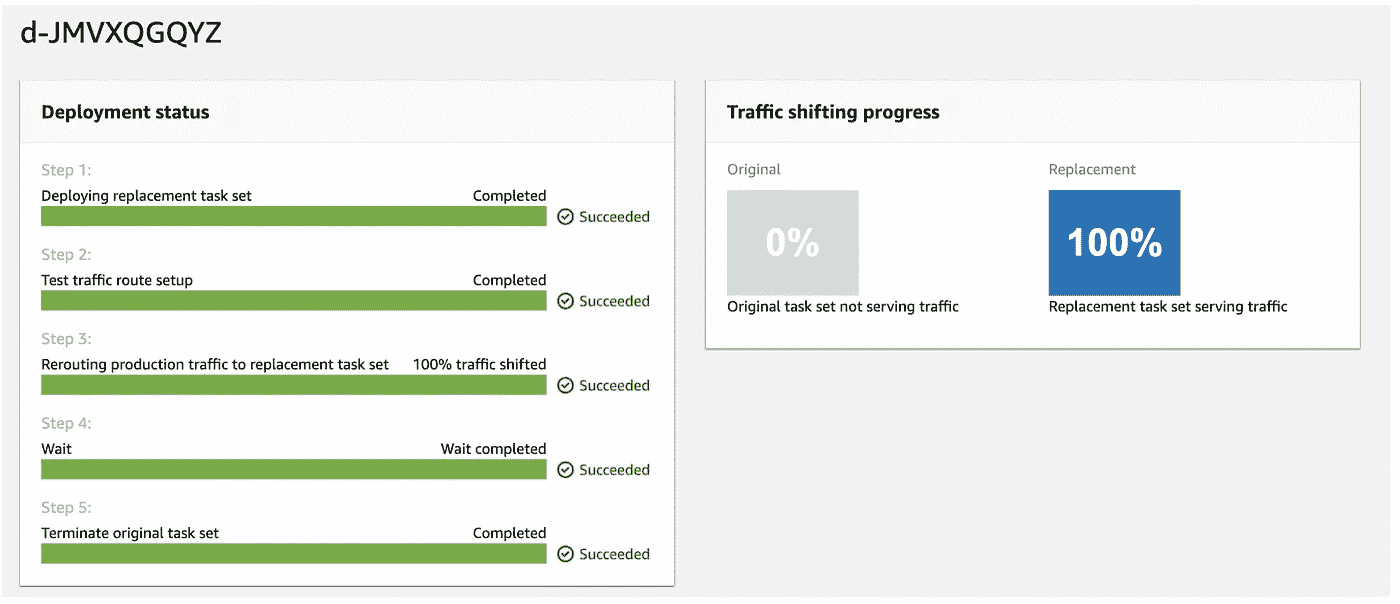 d-JMVXQGQYZ
Deployment status
Step 1:
Deploying replacement task set Completed
Succeeded
Step 2:
Test traffic route setup Completed
Succeeded
Step 3:
Rerouting production traffic to replacement task set 100% traffic shifted
Succeeded
Step 4:
Wait Wait completed
Succeeded
Step 5:
Terminate original task set Completed
Succeeded
Traffic shifting progress
Original Replacement
0% 100%
Original task set not serving traffic Replacement task set serving traffic